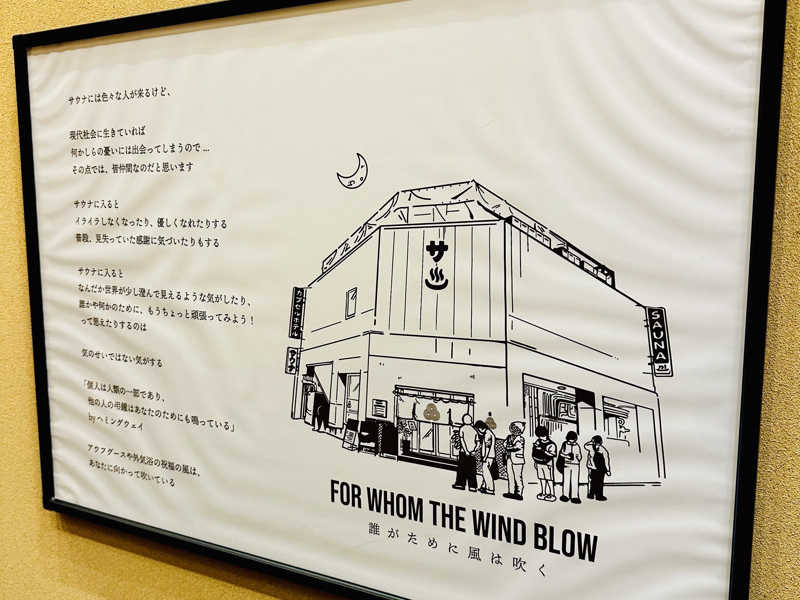 サウナには色々な人が来るけど、
現代社会に生きていれば
何かしらの憂いには出会ってしまうので...
その点では、皆仲間なのだと思います
サウナに入ると
イライラしなくなったり、優しくなれたりする
普段、見失っていた感謝に気づいたりもする
サウナに入ると
なんだか世界が少し澄んで見えるような気がしたり、
誰かや何かのために、もうちょっと頑張ってみよう！
って思えたりするのは
気のせいではない気がする
「個人は人類の一部であり、
他の人の弔鐘はあなたのためにも鳴っている」
byヘミングウェイ
アウフグースや外気浴の祝福の風は、
あなたに向かって吹いている
サ
カプセルホテル
サウナ
SAUNA
FOR WHOM THE WIND BLOW
誰がために風は吹く